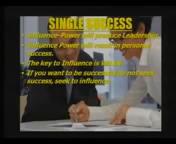 SINGLE SUCCESS
Influence-Power will produce Leadership.
Influence Power will result in personal
success.
The key to Influence is
If you want to be successful do not seek
success, seek to influence.